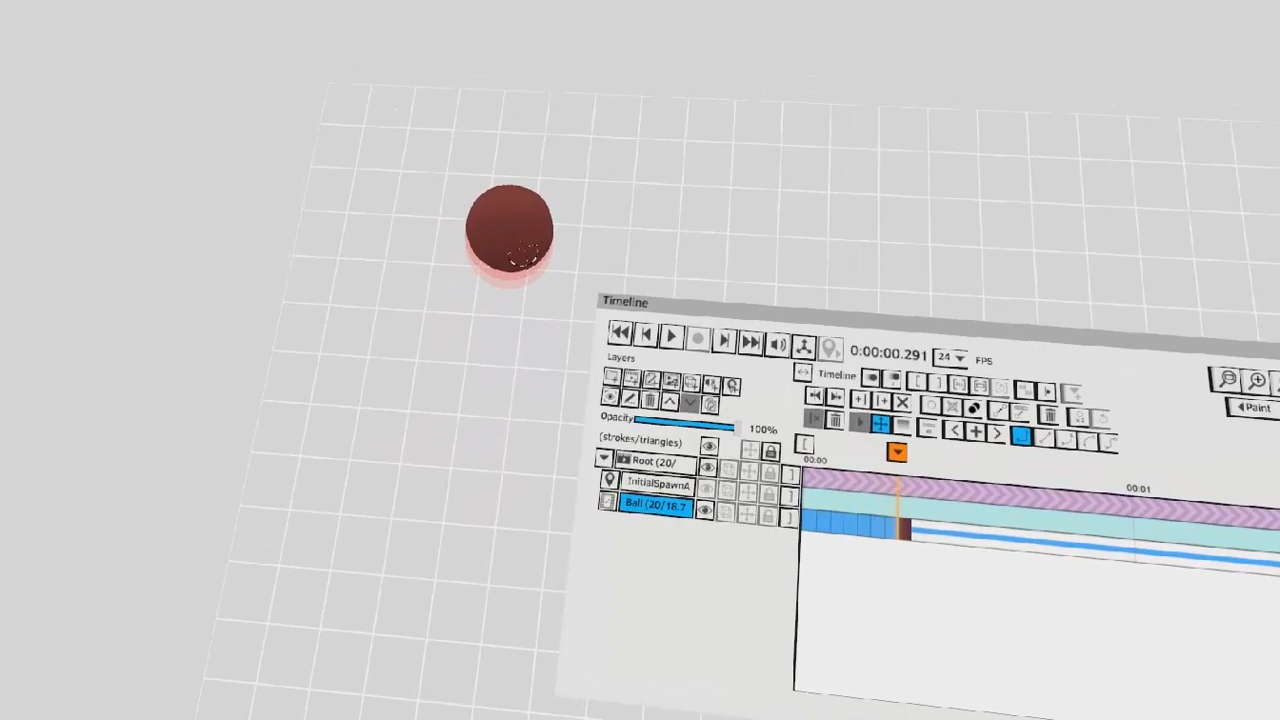 Timeline
0:00:00.291 24 FPS
Layers
Timeline
Paint
Opacity 100%
(strokes/triangles)
Root (20/
00:00
00:01
InitialSpawnA
Ball (20/18.7